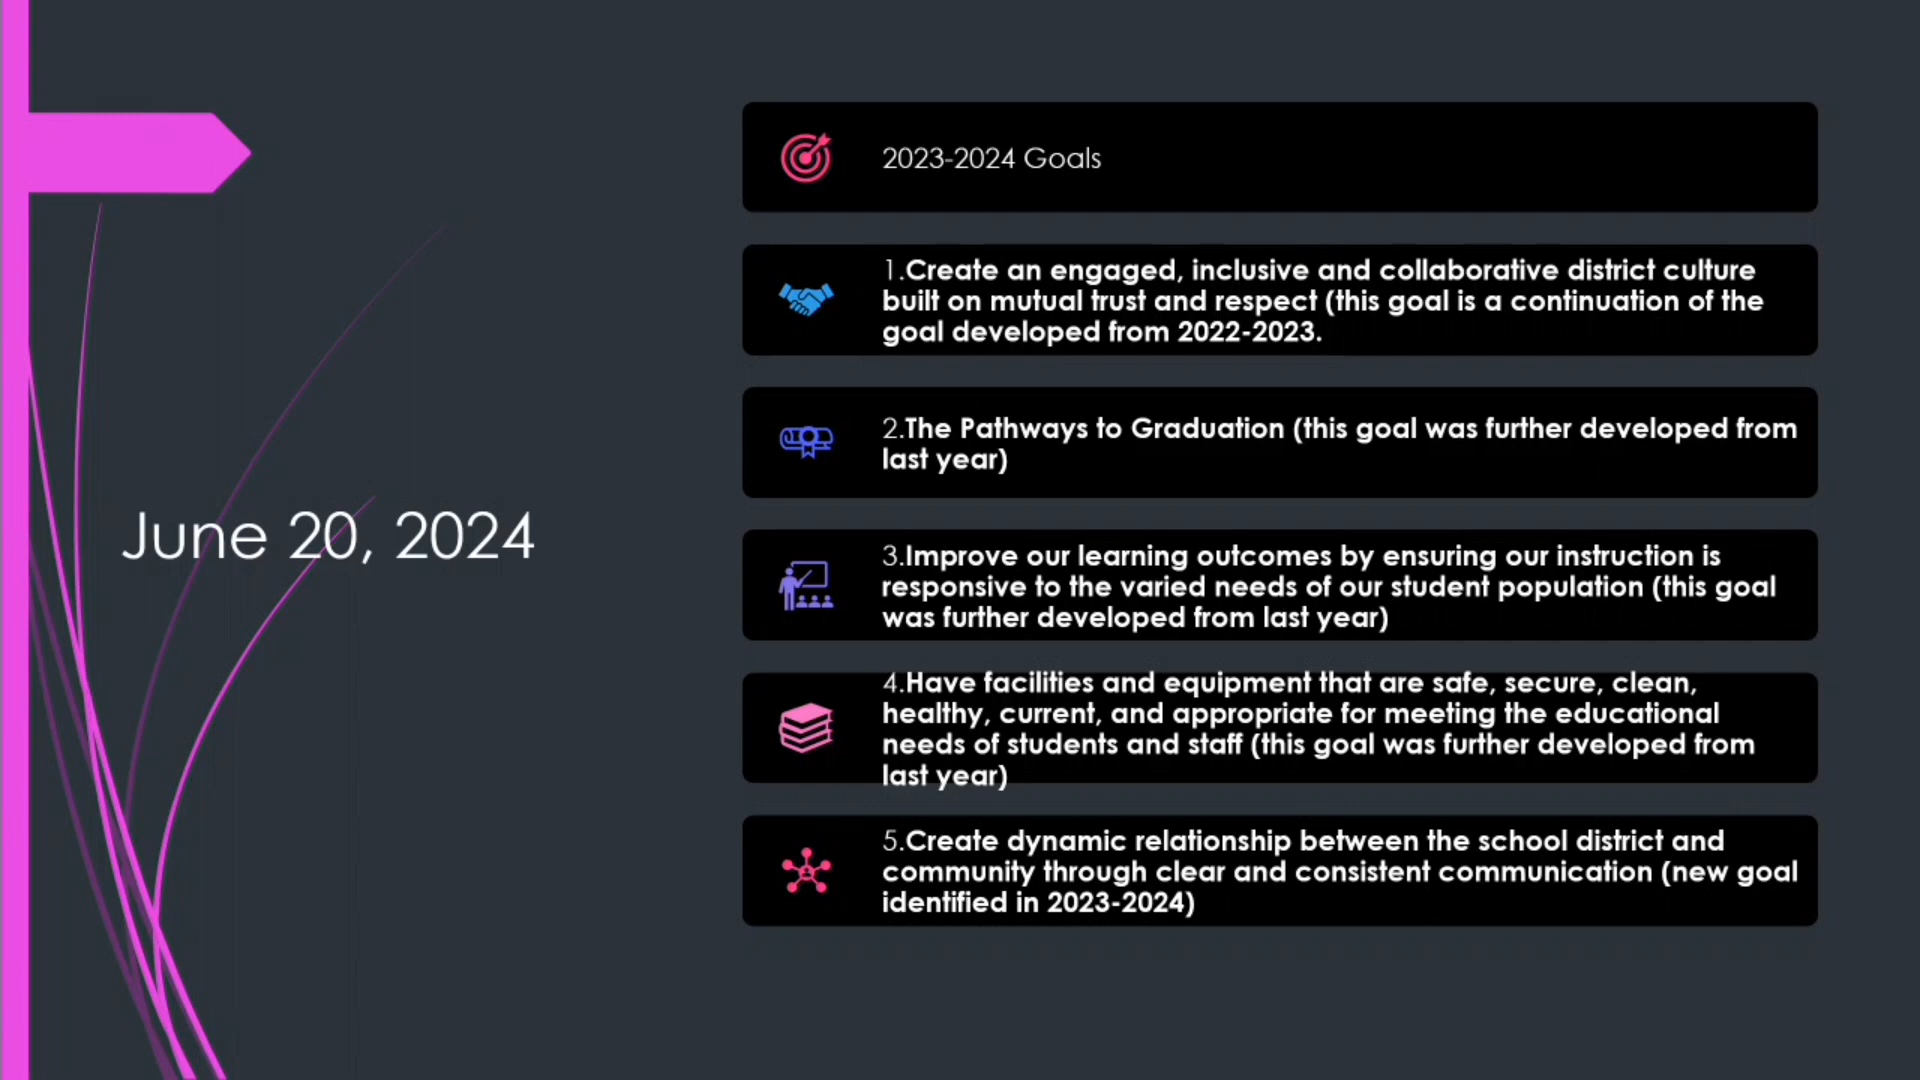 June 20, 2024
2023-2024 Goals
1.Create an engaged, inclusive and collaborative district culture
built on mutual trust and respect (this goal is a continuation of the
goal developed from 2022-2023.
2.The Pathways to Graduation (this goal was further developed from
last year)
3.Improve our learning outcomes by ensuring our instruction is
responsive to the varied needs of our student population (this goal
was further developed from last year)
4.Have facilities and equipment that are safe, secure, clean,
healthy, current, and appropriate for meeting the educational
needs of students and staff (this goal was further developed from
last year)
5.Create dynamic relationship between the school district and
community through clear and consistent communication (new goal
identified in 2023-2024)